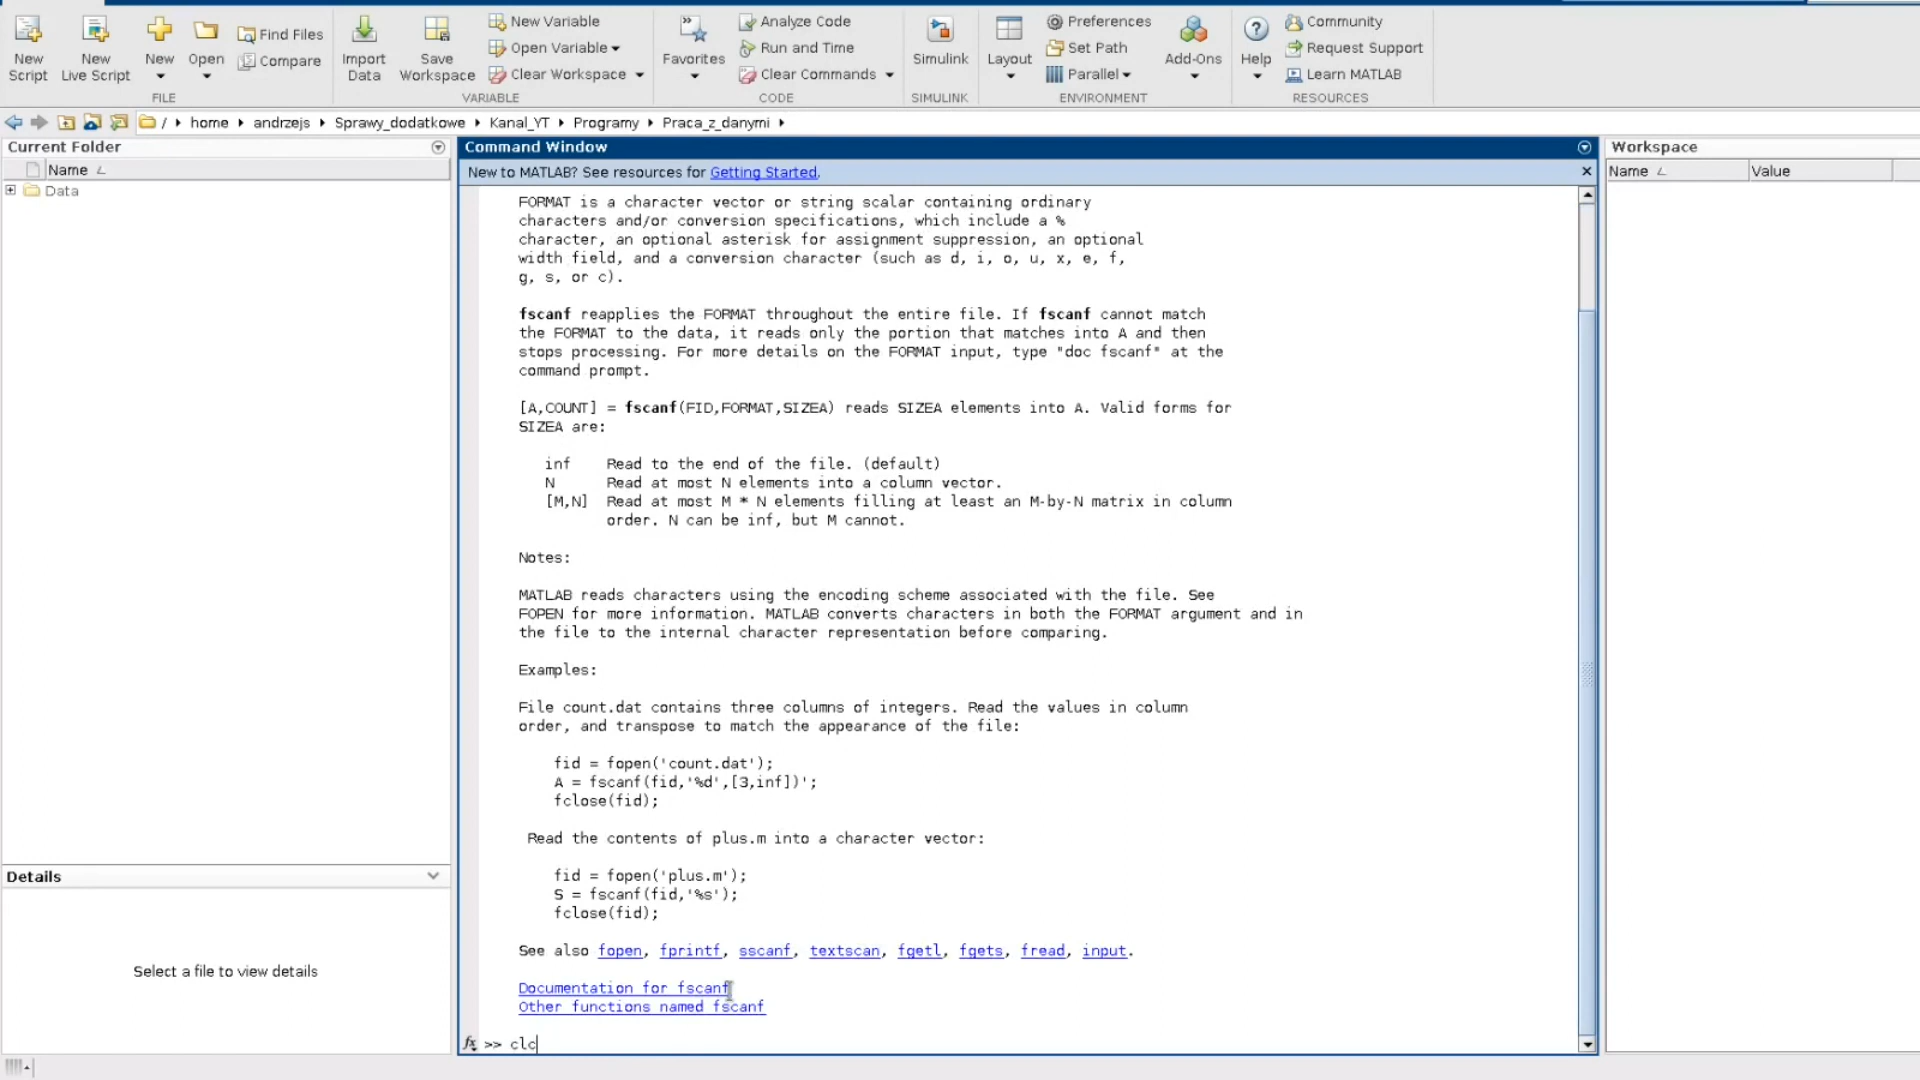 New Script
New Live Script
New
Open
Find Files
Compare
FILE
Import Data
Save Workspace
New Variable
Open Variable
Clear Workspace
VARIABLE
Favorites
Analyze Code
Run and Time
Clear Commands
CODE
Simulink
SIMULINK
Layout
Preferences
Set Path
Parallel
Add-Ons
ENVIRONMENT
Help
Community
Request Support
Learn MATLAB
RESOURCES
/ home andrzejs Sprawy_dodatkowe Kanal_YT Programy Praca_z_danymi
Current Folder
Name
Data
Details
Select a file to view details
Command Window
New to MATLAB? See resources for Getting Started.
FORMAT is a character vector or string scalar containing ordinary
characters and/or conversion specifications, which include a %
character, an optional asterisk for assignment suppression, an optional
width field, and a conversion character (such as d, i, o, u, x, e, f,
g, s, or c).
fscanf reapplies the FORMAT throughout the entire file. If fscanf cannot match
the FORMAT to the data, it reads only the portion that matches into A and then
stops processing. For more details on the FORMAT input, type "doc fscanf" at the
command prompt.
[A,COUNT] = fscanf(FID,FORMAT,SIZEA) reads SIZEA elements into A. Valid forms for
SIZEA are:
inf Read to the end of the file. (default)
N Read at most N elements into a column vector.
[M,N] Read at most M * N elements filling at least an M-by-N matrix in column
order. N can be inf, but M cannot.
Notes:
MATLAB reads characters using the encoding scheme associated with the file. See
FOPEN for more information. MATLAB converts characters in both the FORMAT argument and in
the file to the internal character representation before comparing.
Examples:
File count.dat contains three columns of integers. Read the values in column
order, and transpose to match the appearance of the file:
fid = fopen('count.dat');
A = fscanf(fid,'%d',[3,inf])';
fclose(fid);
Read the contents of plus.m into a character vector:
fid = fopen('plus.m');
S = fscanf(fid,'%s');
fclose(fid);
See also fopen, fprintf, sscanf, textscan, fgetl, fgets, fread, input.
Documentation for fscanf
Other functions named fscanf
fx >> clc
Workspace
Name Value